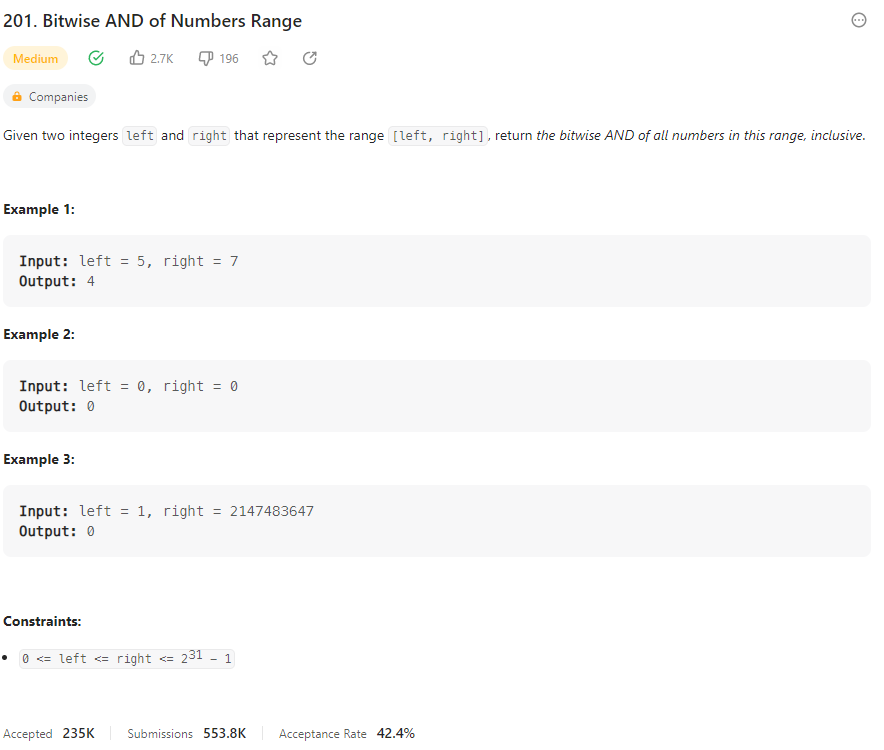 201. Bitwise AND of Numbers Range
Medium 2.7K 196
Companies
Given two integers left and right that represent the range [left, right], return the bitwise AND of all numbers in this range, inclusive.
Example 1:
Input: left = 5, right = 7
Output: 4
Example 2:
Input: left = 0, right = 0
Output: 0
Example 3:
Input: left = 1, right = 2147483647
Output: 0
Constraints:
• 0 <= left <= right <= 2³¹ - 1
Accepted 235K Submissions 553.8K Acceptance Rate 42.4%